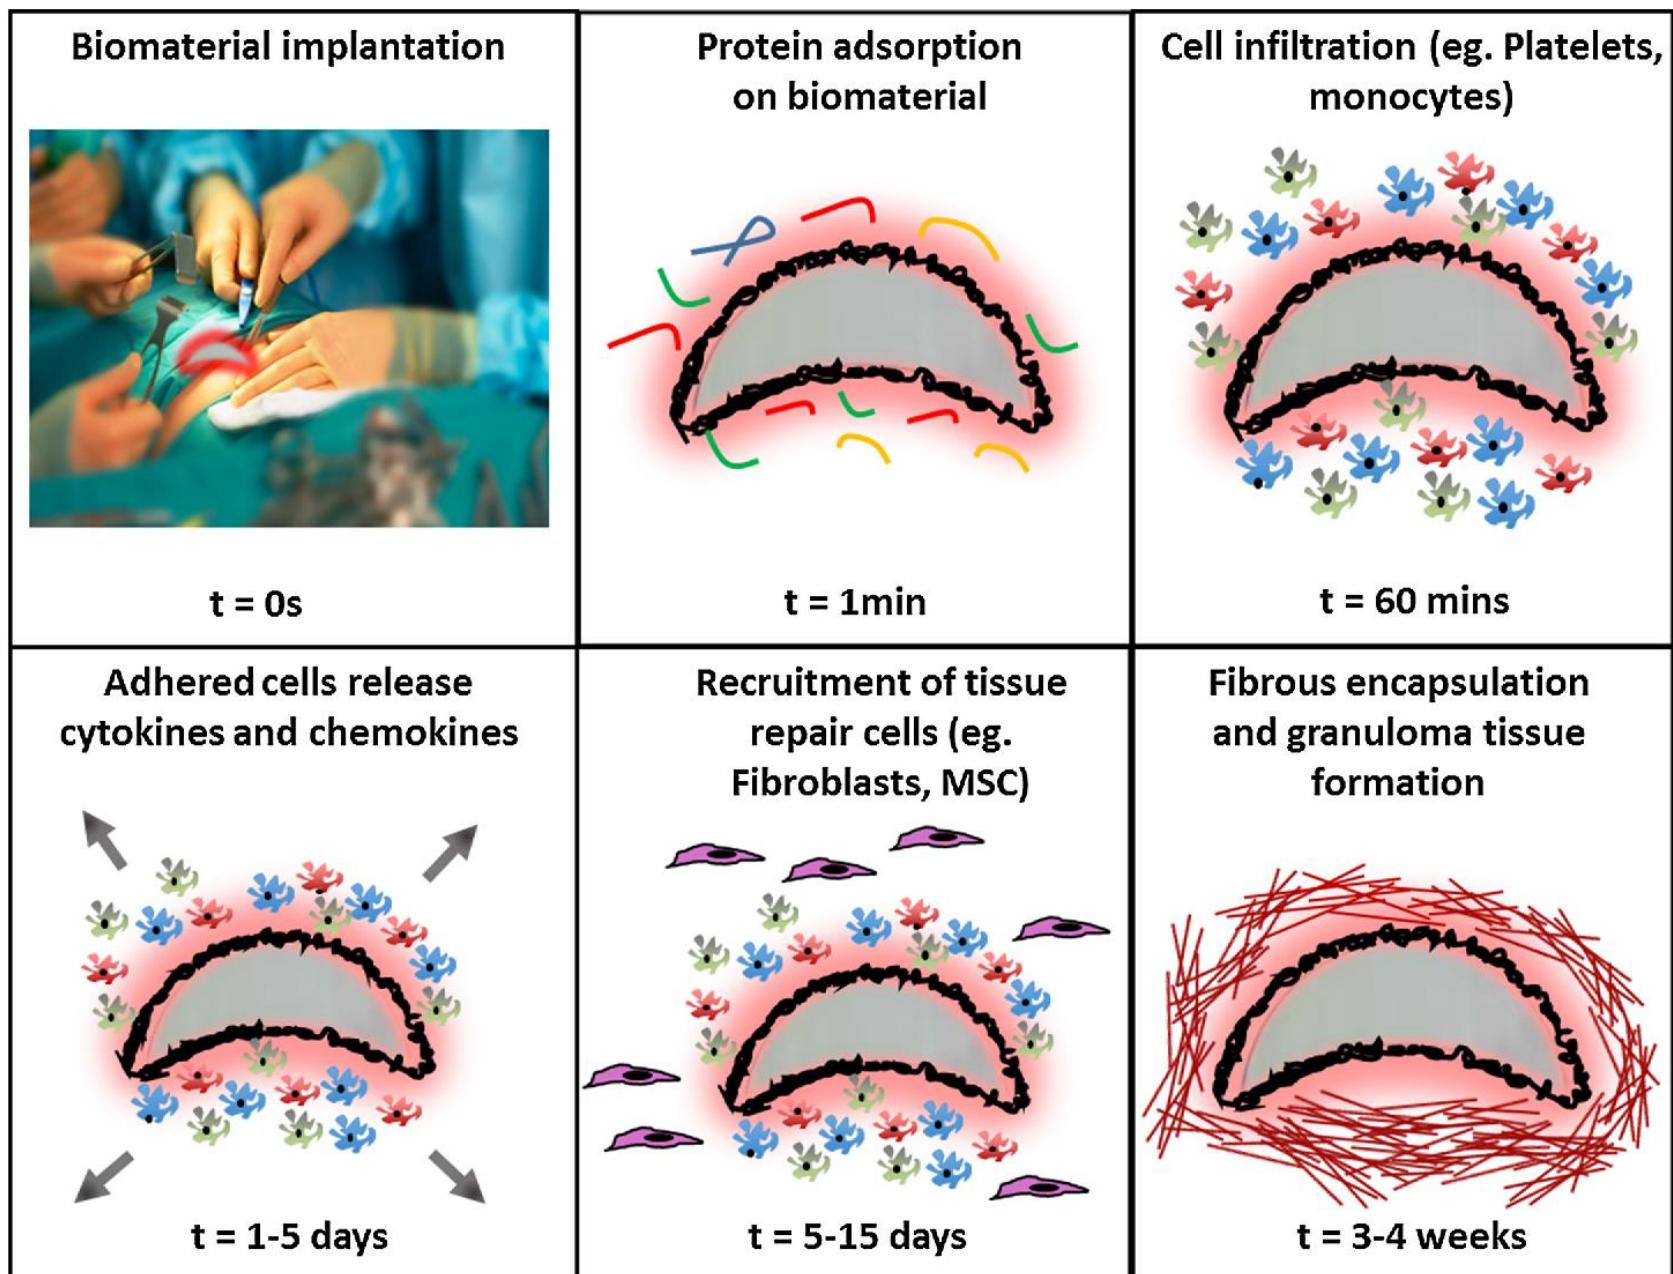 Biomaterial implantation
t = 0s
Protein adsorption
on biomaterial
t = 1min
Cell infiltration (eg. Platelets,
monocytes)
t = 60 mins
Adhered cells release
cytokines and chemokines
t = 1-5 days
Recruitment of tissue
repair cells (eg.
Fibroblasts, MSC)
t = 5-15 days
Fibrous encapsulation
and granuloma tissue
formation
t = 3-4 weeks